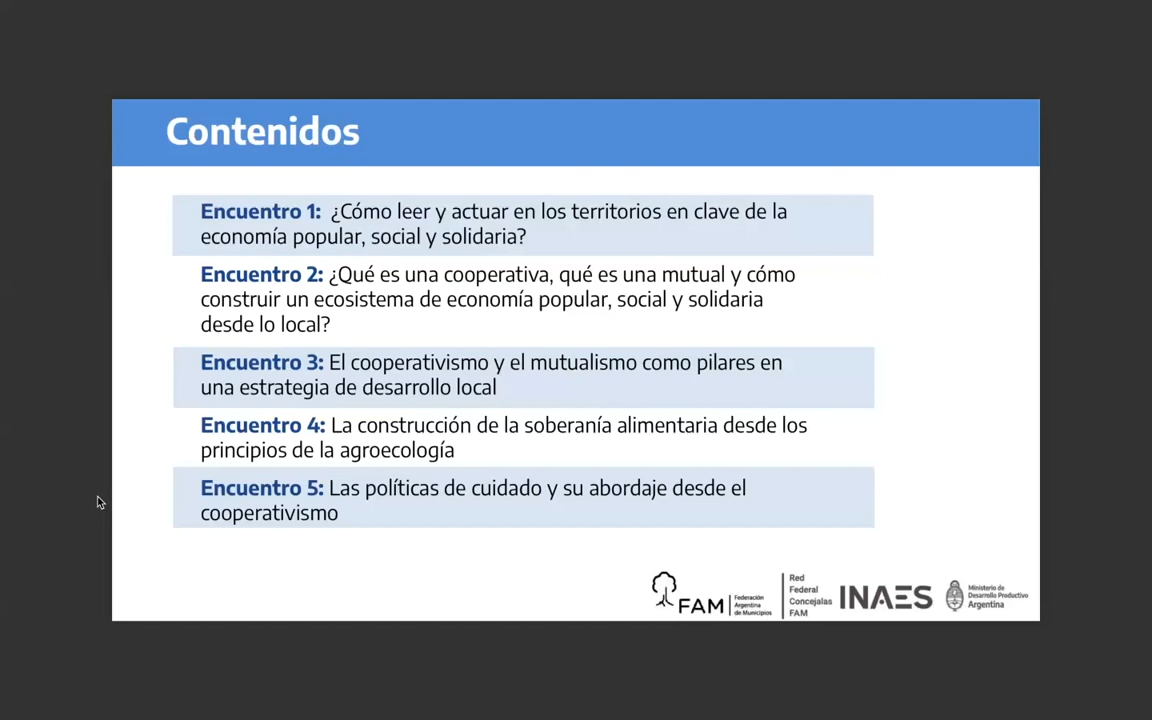 Contenidos
Encuentro 1: ¿Cómo leer y actuar en los territorios en clave de la
economía popular, social y solidaria?
Encuentro 2: ¿Qué es una cooperativa, qué es una mutual y cómo
construir un ecosistema de economía popular, social y solidaria
desde lo local?
Encuentro 3: El cooperativismo y el mutualismo como pilares en
una estrategia de desarrollo local
Encuentro 4: La construcción de la soberanía alimentaria desde los
principios de la agroecología
Encuentro 5: Las políticas de cuidado y su abordaje desde el
cooperativismo
FAM
Federación
Argentina
de Municipios
Red
Federal
Concejalas
FAM
INAES
Ministerio de
Desarrollo Productivo
Argentina